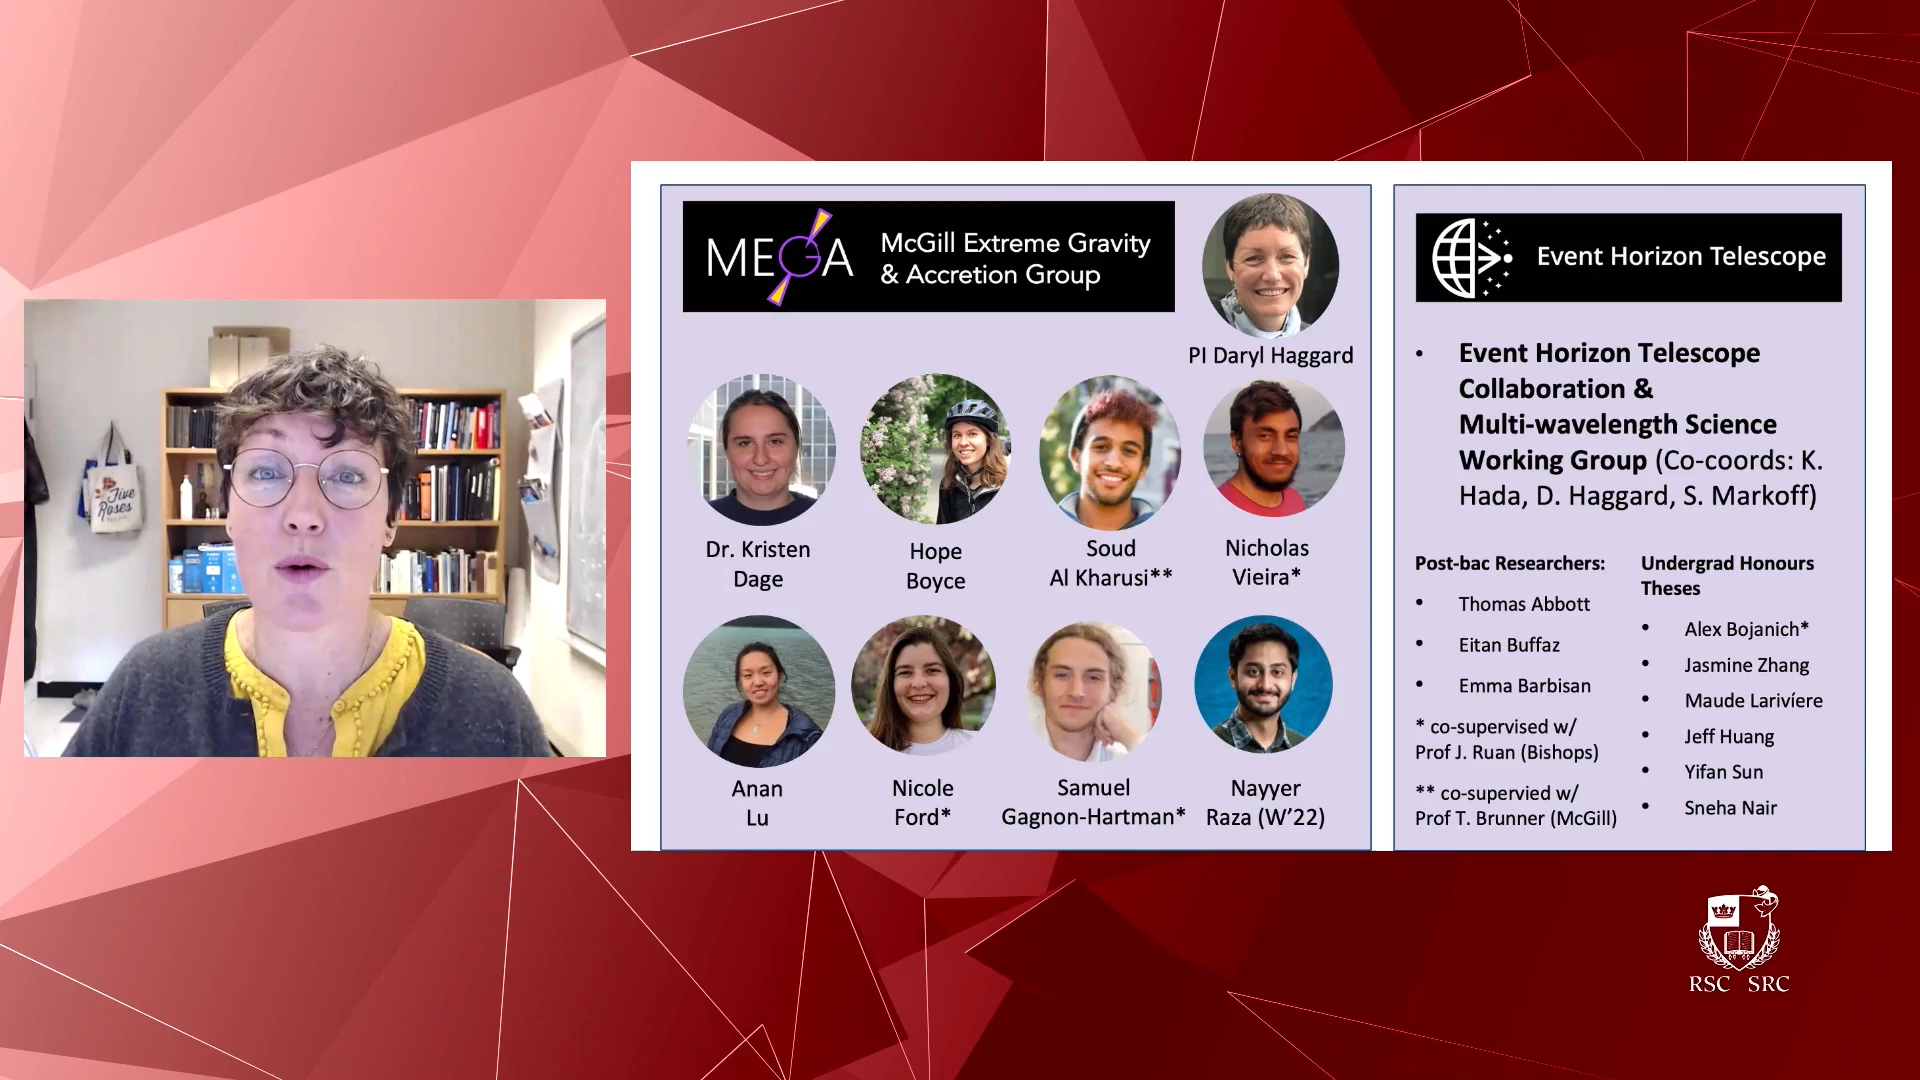 MEGA
McGill Extreme Gravity
& Accretion Group
PI Daryl Haggard
Dr. Kristen
Dage
Hope
Boyce
Soud
Al Kharusi**
Nicholas
Vieira*
Anan
Lu
Nicole
Ford*
Samuel
Gagnon-Hartman*
Nayyer
Raza (W’22)
Event Horizon Telescope
• Event Horizon Telescope
Collaboration &
Multi-wavelength Science
Working Group (Co-coords: K.
Hada, D. Haggard, S. Markoff)
Post-bac Researchers:
• Thomas Abbott
• Eitan Buffaz
• Emma Barbisan
* co-supervised w/
Prof J. Ruan (Bishops)
** co-supervied w/
Prof T. Brunner (McGill)
Undergrad Honours
Theses
• Alex Bojanich*
• Jasmine Zhang
• Maude Larivíere
• Jeff Huang
• Yifan Sun
• Sneha Nair
Five
Roses
RSC SRC